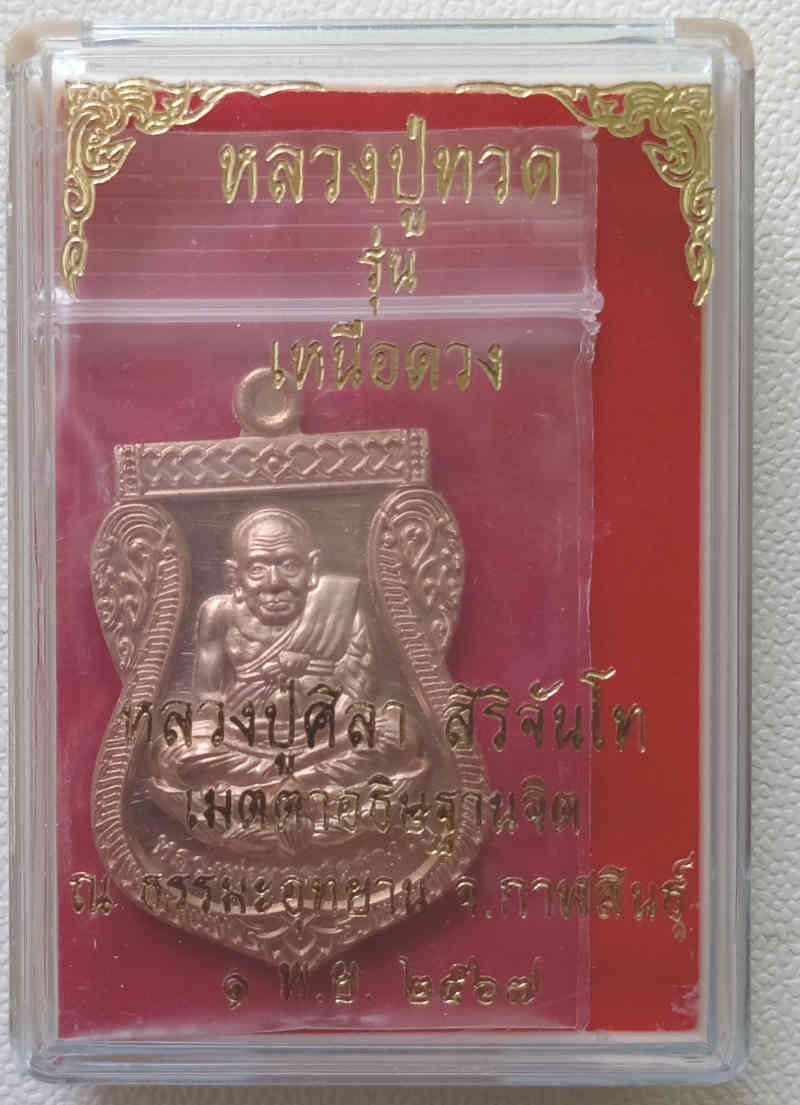 หลวงปู่ทวด
รุ่น
เหนือดวง
หลวงปู่ศิลา สิริจันโท
เมตตาอธิษฐานจิต
ณ ธรรมะอุทยาน จ.กาฬสินธุ์
๑ พ.ย. ๒๕๖๗